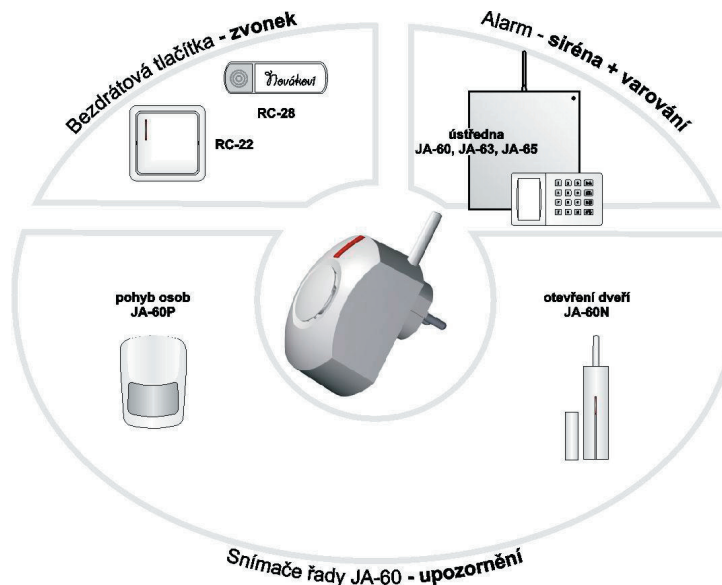 Bezdrátová tlačítka - zvonek
Novákovi
RC-28
RC-22
Alarm - siréna + varování
ústředna
JA-60, JA-63, JA-65
pohyb osob
JA-60P
otevření dveří
JA-60N
Snímače řady JA-60 - upozornění